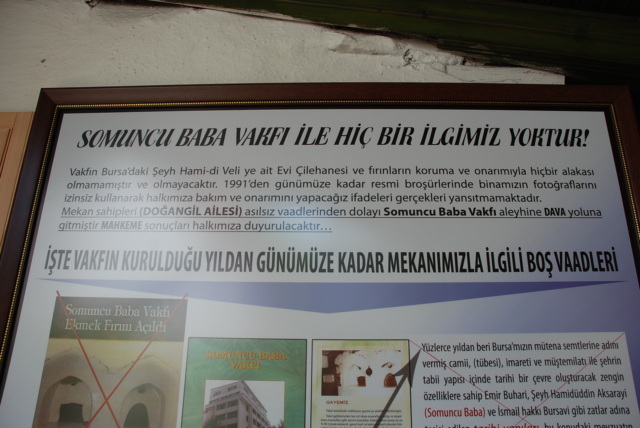 SOMUNCU BABA VAKFI İLE HİÇ BİR İLGİMİZ YOKTUR!
Vakfın Bursa'daki Şeyh Hami-di Veli ye ait Evi Çilehanesi ve fırınların koruma ve onarımıyla hiçbir alakası
olmamamıştır ve olmayacaktır. 1991'den günümüze kadar resmi broşürlerinde binamızın fotoğraflarını
izinsiz kullanarak halkımıza bakım ve onarımını yapacağız ifadeleri gerçekleri yansıtmamaktadır.
Mekan sahipleri (DOĞANGİL AİLESİ) asılsız vaadlerinden dolayı Somuncu Baba Vakfı aleyhine DAVA yoluna
gitmiştir MAHKEME sonuçları halkımıza duyurulacaktır...
İŞTE VAKFIN KURULDUĞU YILDAN GÜNÜMÜZE KADAR MEKANIMIZLA İLGİLİ BOŞ VAADLERİ
Somuncu Baba Vakfı
Ekmek Fırını Açıldı
SOMUNCU BABA
VAKFI
GAYEMİZ
Yüzlerce yıldan beri Bursa'mızın mütena semtlerine adını
vermiş camii, (tübesi), imareti ve müştemilatı ile şehrin
tabii yapısı içinde tarihi bir çevre oluşturacak zengin
özelliklere sahip Emir Buhari, Şeyh Hamidüddin Aksarayi
(Somuncu Baba) ve İsmail hakki Bursavi gibi zatlar adına